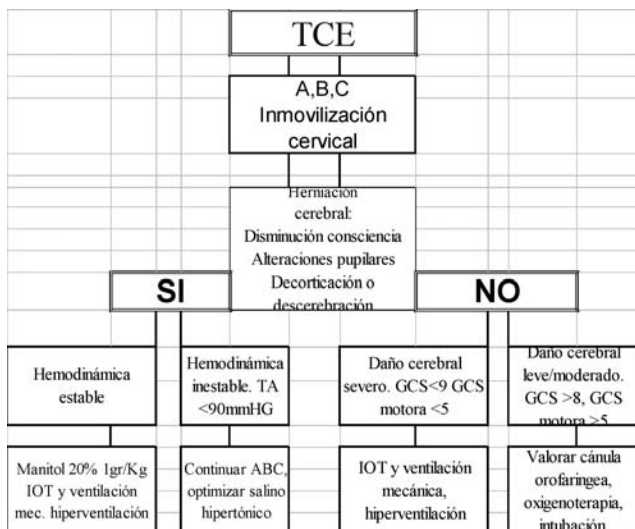 TCE
A,B,C
Inmovilización
cervical
Herniación
cerebral:
Disminución consciencia
Alteraciones pupilares
Decorticación o
descerebración
SI
NO
Hemodinámica
estable
Hemodinámica
inestable. TA
<90mmHG
Daño cerebral
severo. GCS<9 GCS
motora <5
Daño cerebral
leve/moderado.
GCS >8, GCS
motora >5
Manitol 20% 1gr/Kg
IOT y ventilación
mec. hiperventilación
Continuar ABC,
optimizar salino
hipertónico
IOT y ventilación
mecánica,
hiperventilación
Valorar cánula
orofaringea,
oxigenoterapia,
intubación